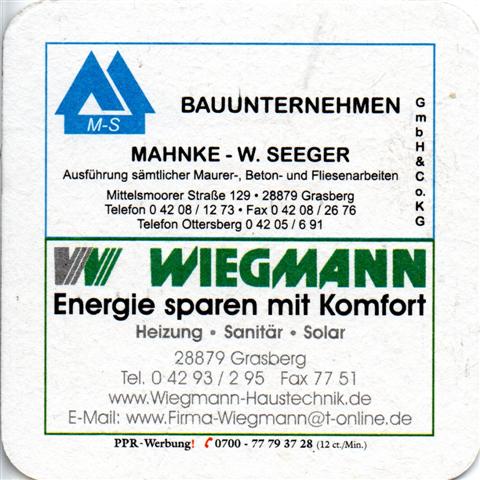 M-S
BAUUNTERNEHMEN
GmbH & Co. KG
MAHNKE - W. SEEGER
Ausführung sämtlicher Maurer-, Beton- und Fliesenarbeiten
Mittelsmoorer Straße 129 • 28879 Grasberg
Telefon 0 42 08 / 12 73 • Fax 0 42 08 / 26 76
Telefon Ottersberg 0 42 05 / 6 91
W WIEGMANN
Energie sparen mit Komfort
Heizung • Sanitär • Solar
28879 Grasberg
Tel. 0 42 93 / 2 95 Fax 77 51
www.Wiegmann-Haustechnik.de
E-Mail: www.Firma-Wiegmann@t-online.de
PPR-Werbung! 0700 - 77 79 37 28 (12 ct./Min.)